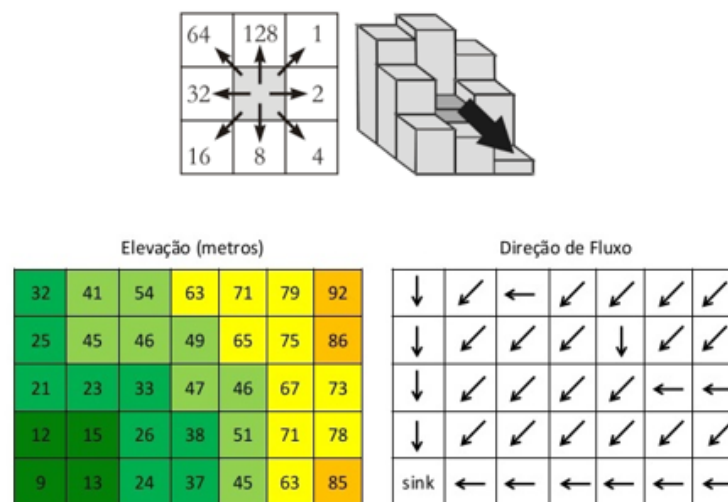 64 128 1
32 2
16 8 4
Elevação (metros)
32 41 54 63 71 79 92
25 45 46 49 65 75 86
21 23 33 47 46 67 73
12 15 26 38 51 71 78
9 13 24 37 45 63 85
Direção de Fluxo
sink